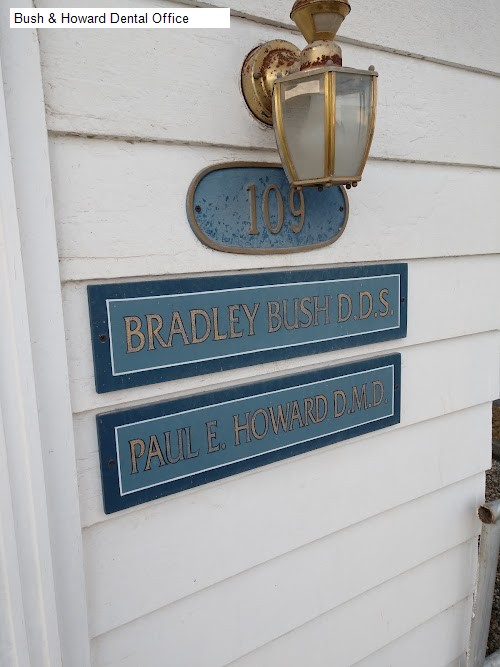 Bush & Howard Dental Office
109
BRADLEY BUSH D.D.S.
PAUL E. HOWARD D.M.D.